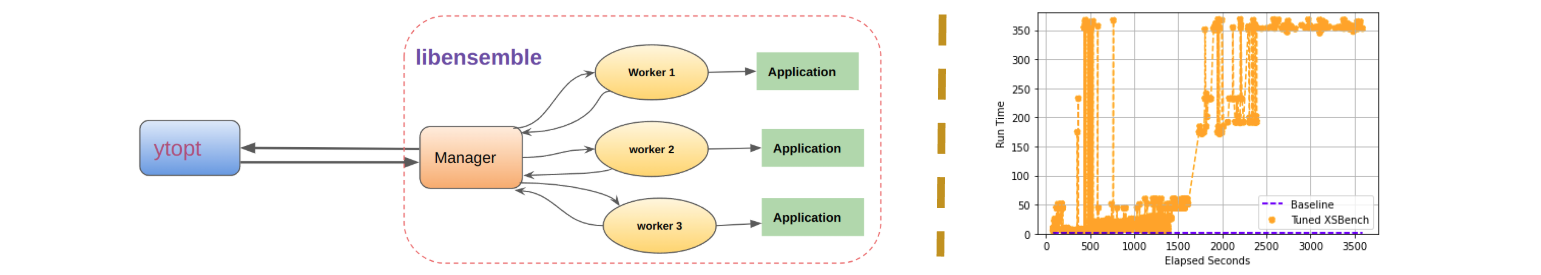 libensemble
ytopt
Manager
Worker 1
Application
worker 2
Application
worker 3
Application
Run Time
350
300
250
200
150
100
50
0
0 500 1000 1500 2000 2500 3000 3500
Elapsed Seconds
Baseline
Tuned XSBench